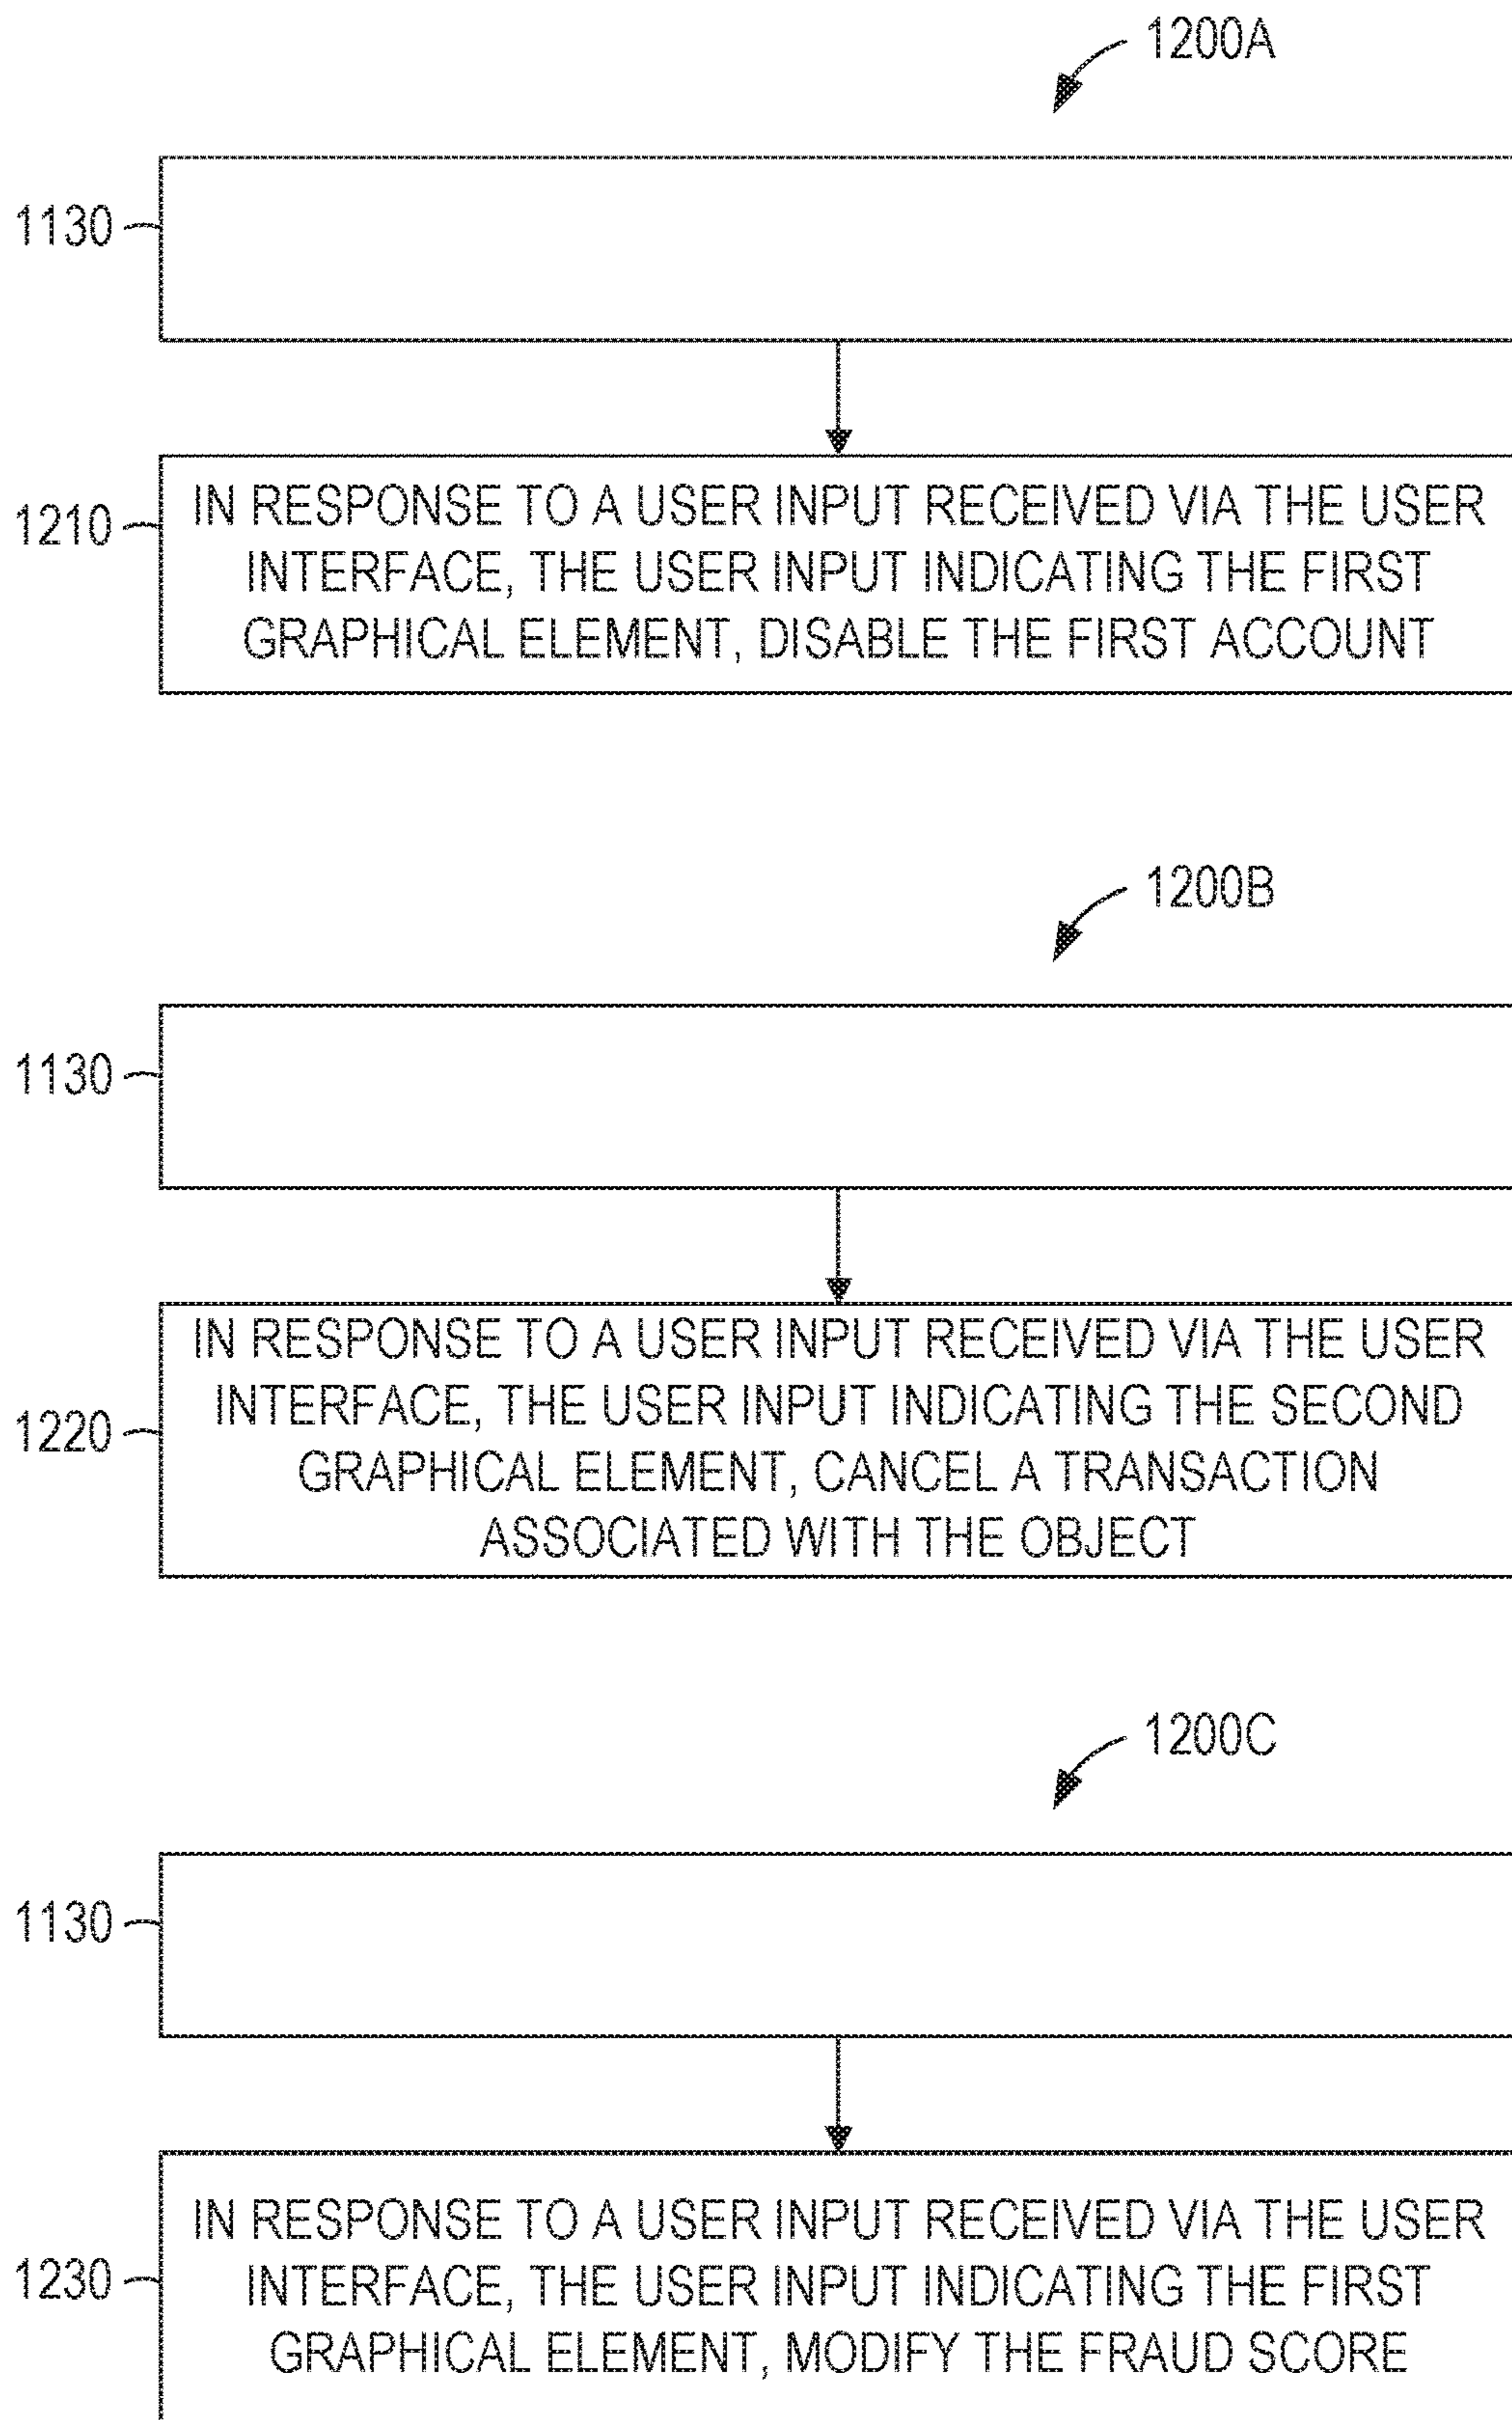 1200A
1130
1210
IN RESPONSE TO A USER INPUT RECEIVED VIA THE USER
INTERFACE, THE USER INPUT INDICATING THE FIRST
GRAPHICAL ELEMENT, DISABLE THE FIRST ACCOUNT
1200B
1130
1220
IN RESPONSE TO A USER INPUT RECEIVED VIA THE USER
INTERFACE, THE USER INPUT INDICATING THE SECOND
GRAPHICAL ELEMENT, CANCEL A TRANSACTION
ASSOCIATED WITH THE OBJECT
1200C
1130
1230
IN RESPONSE TO A USER INPUT RECEIVED VIA THE USER
INTERFACE, THE USER INPUT INDICATING THE FIRST
GRAPHICAL ELEMENT, MODIFY THE FRAUD SCORE